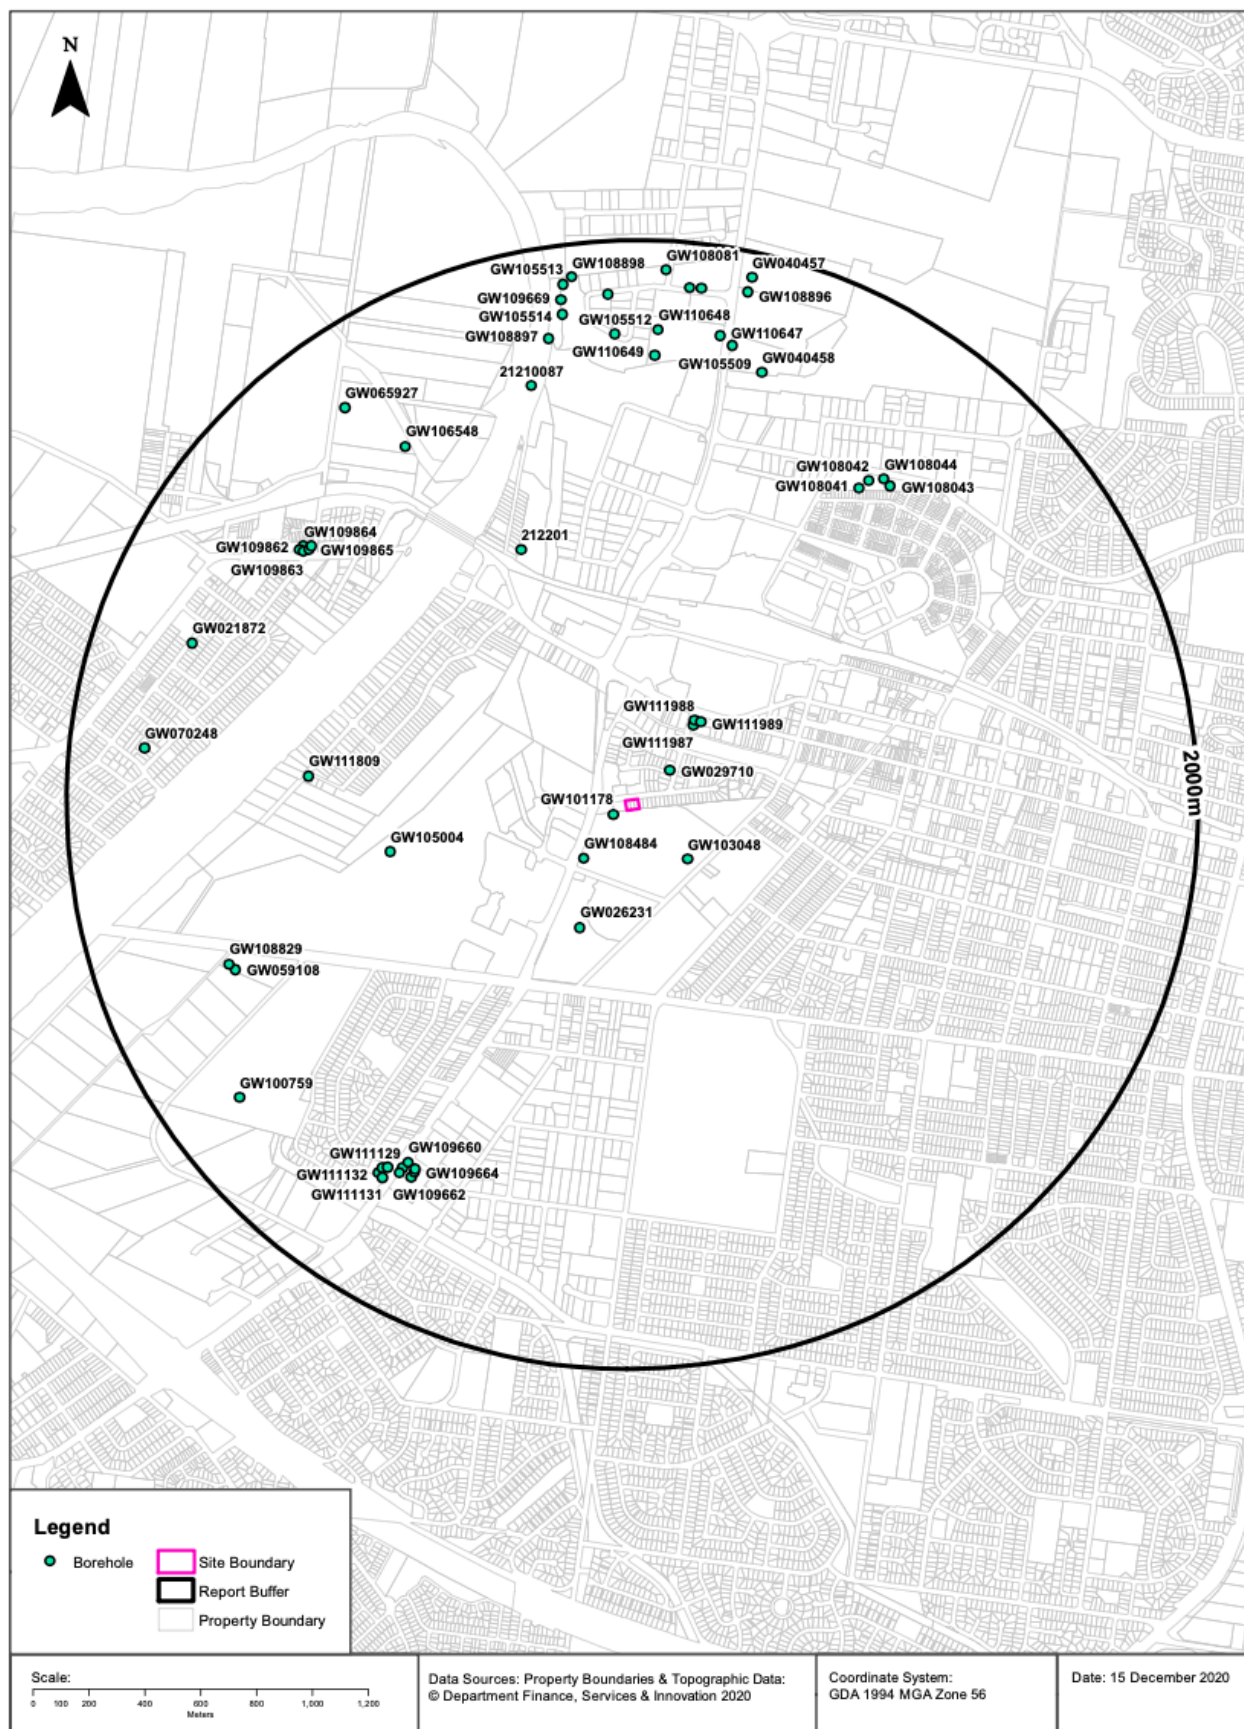 N
GW108081
GW108898
GW040457
GW105513
GW109669
GW108896
GW105514
GW105512
GW110648
GW108897
GW110647
GW110649
GW105509
GW040458
21210087
GW065927
GW106548
GW108042
GW108044
GW108041
GW108043
GW109864
212201
GW109862
GW109865
GW109863
GW021872
GW111988
GW111989
GW070248
GW111987
2000m
GW111809
GW029710
GW101178
GW105004
GW108484
GW103048
GW026231
GW108829
GW059108
GW100759
GW109660
GW111129
GW111132
GW109664
GW111131
GW109662
Legend
Borehole
Site Boundary
Report Buffer
Property Boundary
Scale:
0 100 200 400 600 800 1,000 1,200
Meters
Data Sources: Property Boundaries & Topographic Data:
© Department Finance, Services & Innovation 2020
Coordinate System:
GDA 1994 MGA Zone 56
Date: 15 December 2020